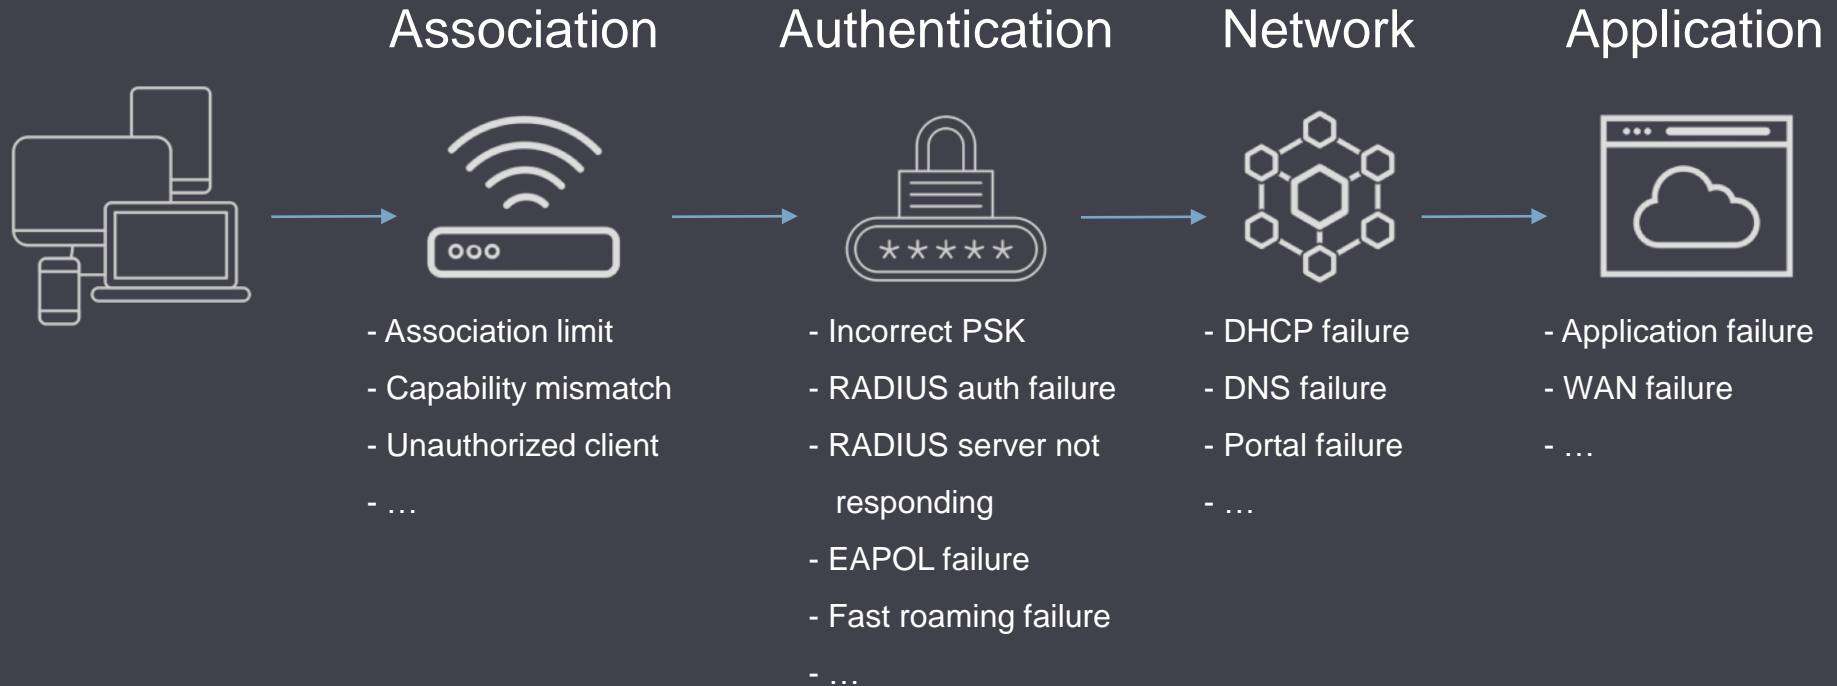 Association
Authentication
Network
Application
*****
- Association limit
- Capability mismatch
- Unauthorized client
- …
- Incorrect PSK
- RADIUS auth failure
- RADIUS server not
responding
- EAPOL failure
- Fast roaming failure
- …
- DHCP failure
- DNS failure
- Portal failure
- …
- Application failure
- WAN failure
- …